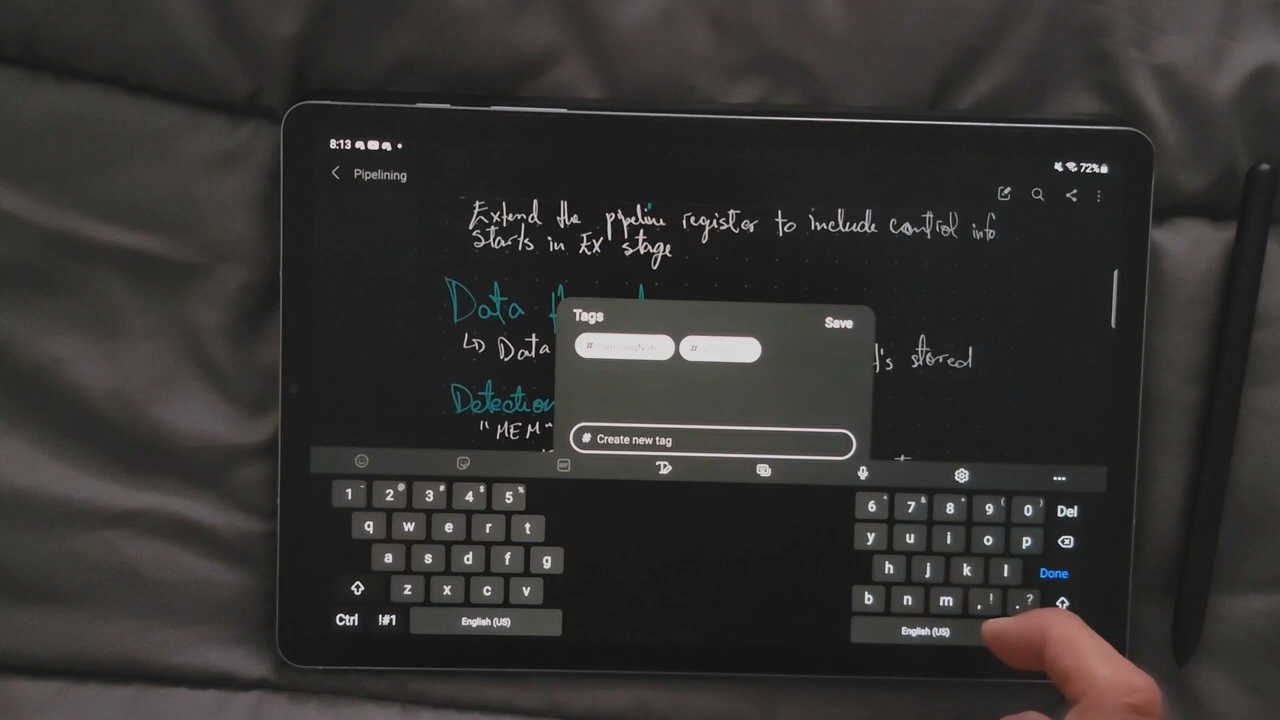 8:13
72%
Pipelining
Extend the pipeline register to include control info
starts in EX stage
Data
Tags
Save
#
#
↳ Data
's stored
Detection
"MEM"
# Create new tag
GIF
1 - 2 @ 3 # 4 $ 5 %
6 ^ 7 & 8 * 9 ( 0 ) Del
q w e r t
y u i o p
a s d f g
h j k l Done
z x c v
b n m , ! . ?
Ctrl !#1 English (US)
English (US)